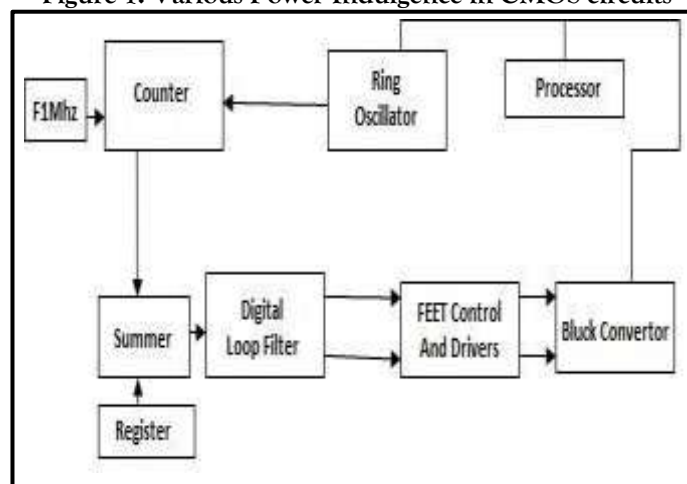 Figure 1: Various Power Indulgence in CMOS circuits
F1Mhz
Counter
Ring
Oscillator
Processor
Summer
Digital
Loop Filter
FEET Control
And Drivers
Bluck Convertor
Register